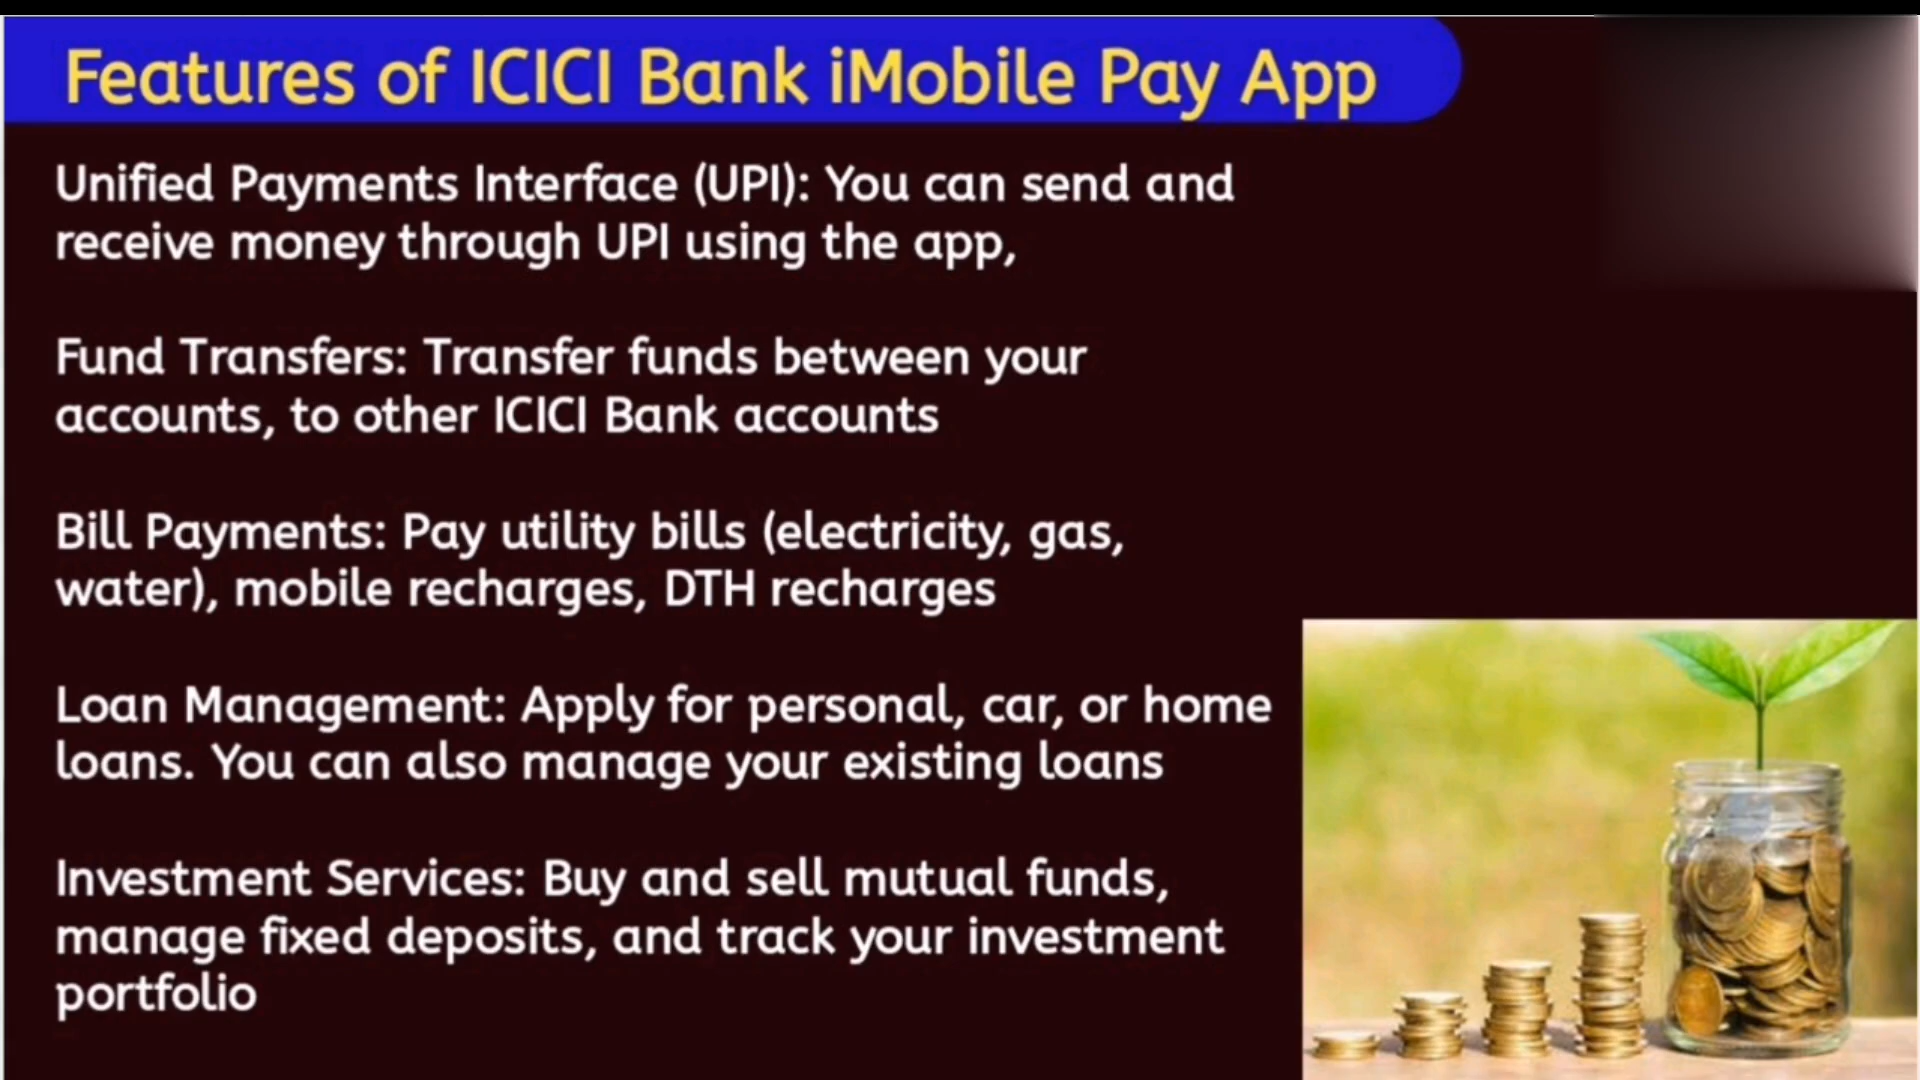 Features of ICICI Bank iMobile Pay App
Unified Payments Interface (UPI): You can send and
receive money through UPI using the app,
Fund Transfers: Transfer funds between your
accounts, to other ICICI Bank accounts
Bill Payments: Pay utility bills (electricity, gas,
water), mobile recharges, DTH recharges
Loan Management: Apply for personal, car, or home
loans. You can also manage your existing loans
Investment Services: Buy and sell mutual funds,
manage fixed deposits, and track your investment
portfolio